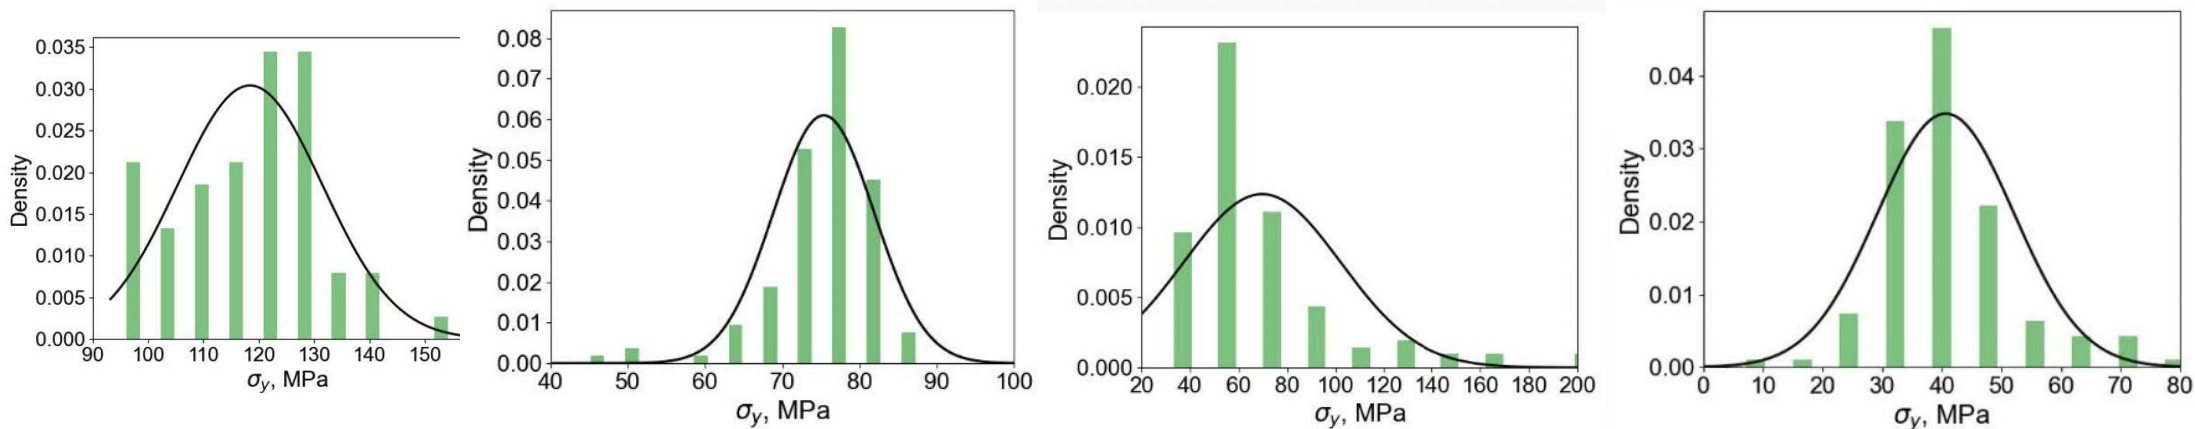 Density
0.035
0.030
0.025
0.020
0.015
0.010
0.005
0.000
90 100 110 120 130 140 150
σy, MPa
Density
0.08
0.07
0.06
0.05
0.04
0.03
0.02
0.01
0.00
40 50 60 70 80 90 100
σy, MPa
Density
0.020
0.015
0.010
0.005
0.000
20 40 60 80 100 120 140 160 180 200
σy, MPa
Density
0.04
0.03
0.02
0.01
0.00
0 10 20 30 40 50 60 70 80
σy, MPa